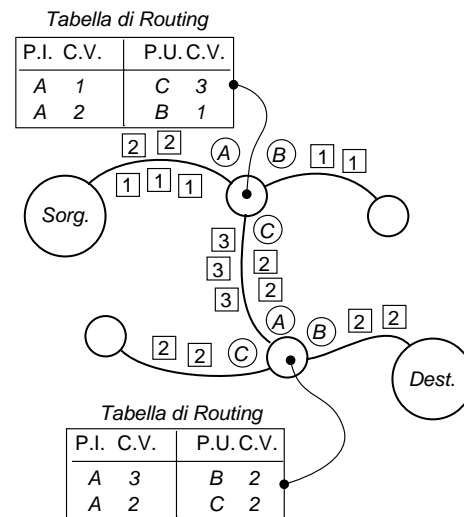 Tabella di Routing
P.I. C.V. P.U. C.V.
A 1 C 3
A 2 B 1
2 2 A B 1 1
1 1 1
Sorg.
C
3
3 2
3 2
A B 2 2
2 2 C
Dest.
Tabella di Routing
P.I. C.V. P.U. C.V.
A 3 B 2
A 2 C 2